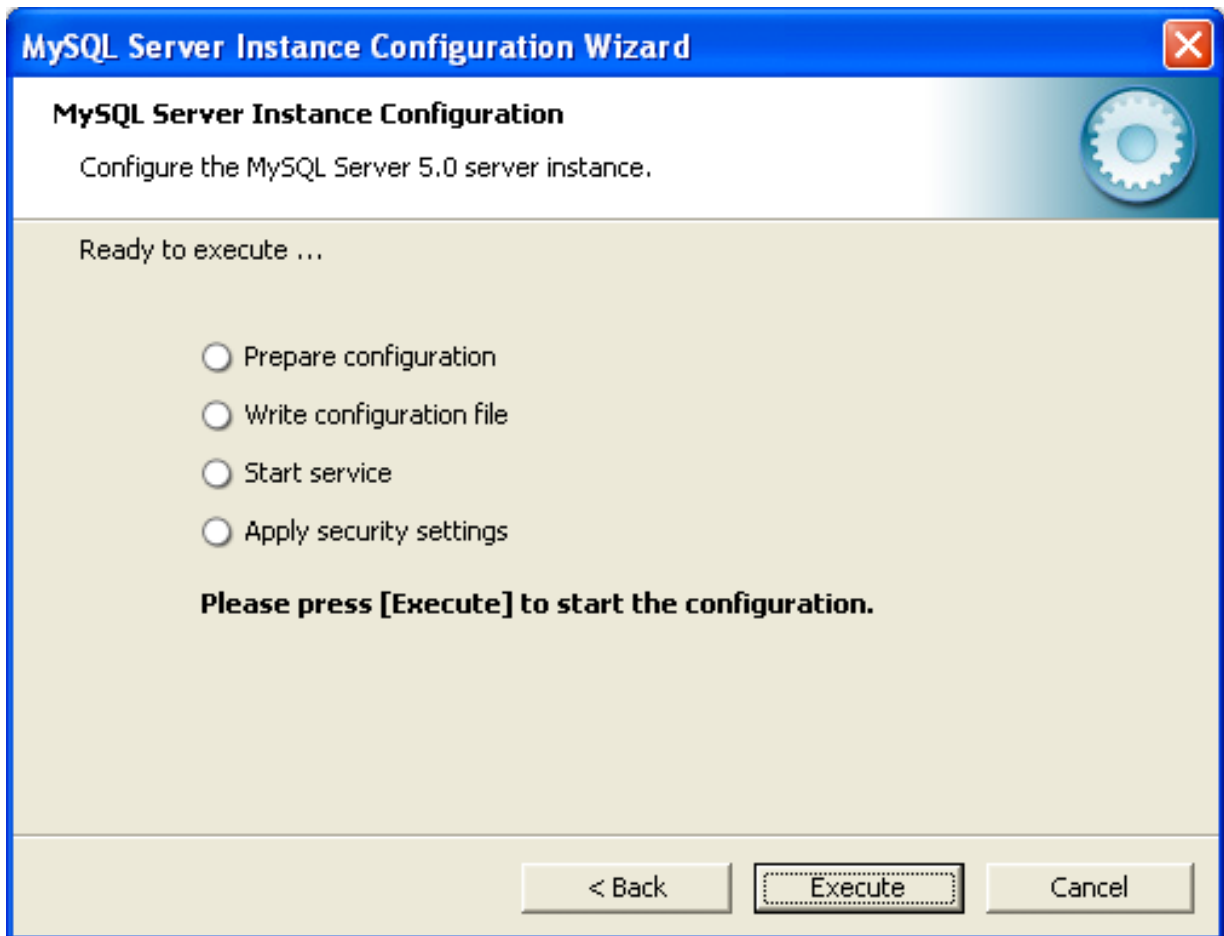 MySQL Server Instance Configuration Wizard
MySQL Server Instance Configuration
Configure the MySQL Server 5.0 server instance.
Ready to execute ...
Prepare configuration
Write configuration file
Start service
Apply security settings
Please press [Execute] to start the configuration.
< Back Execute Cancel